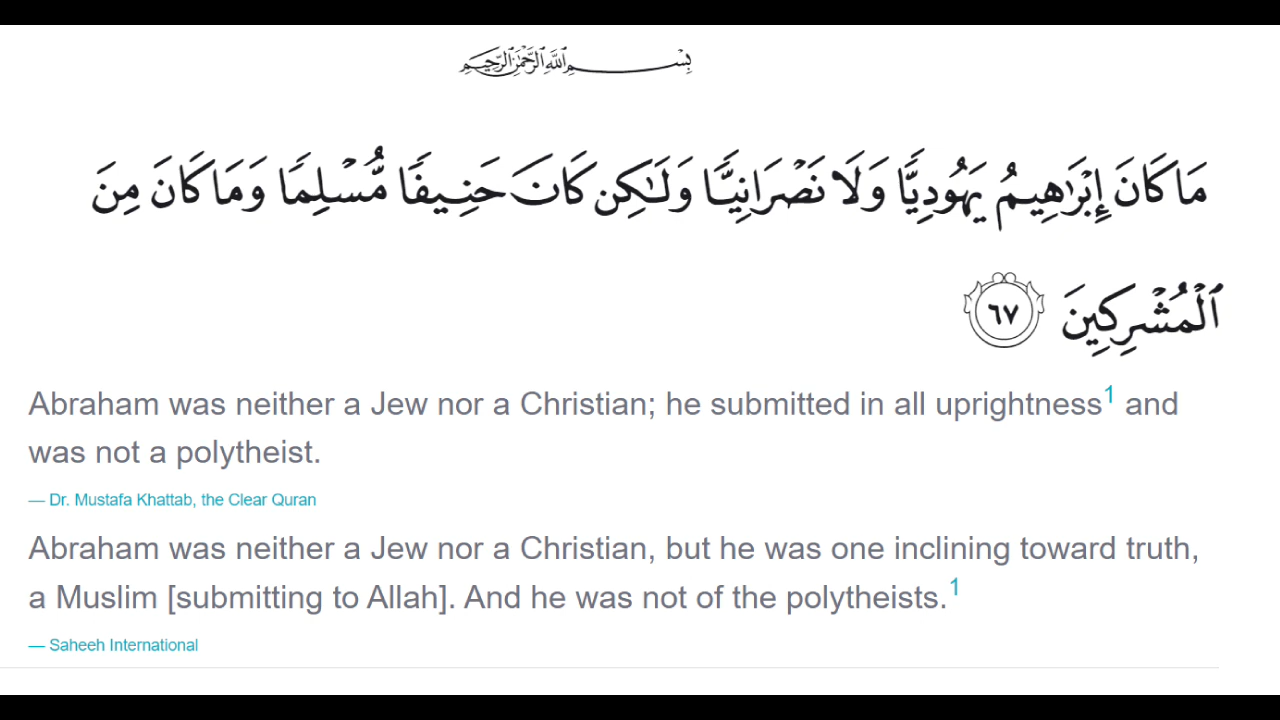 بِسْمِ ٱللَّهِ ٱلرَّحْمَٰنِ ٱلرَّحِيمِ
مَا كَانَ إِبْرَٰهِيمُ يَهُودِيًّا وَلَا نَصْرَانِيًّا وَلَـٰكِن كَانَ حَنِيفًا مُّسْلِمًا وَمَا كَانَ مِنَ
ٱلْمُشْرِكِينَ ٦٧
Abraham was neither a Jew nor a Christian; he submitted in all uprightness¹ and
was not a polytheist.
— Dr. Mustafa Khattab, the Clear Quran
Abraham was neither a Jew nor a Christian, but he was one inclining toward truth,
a Muslim [submitting to Allah]. And he was not of the polytheists.¹
— Saheeh International